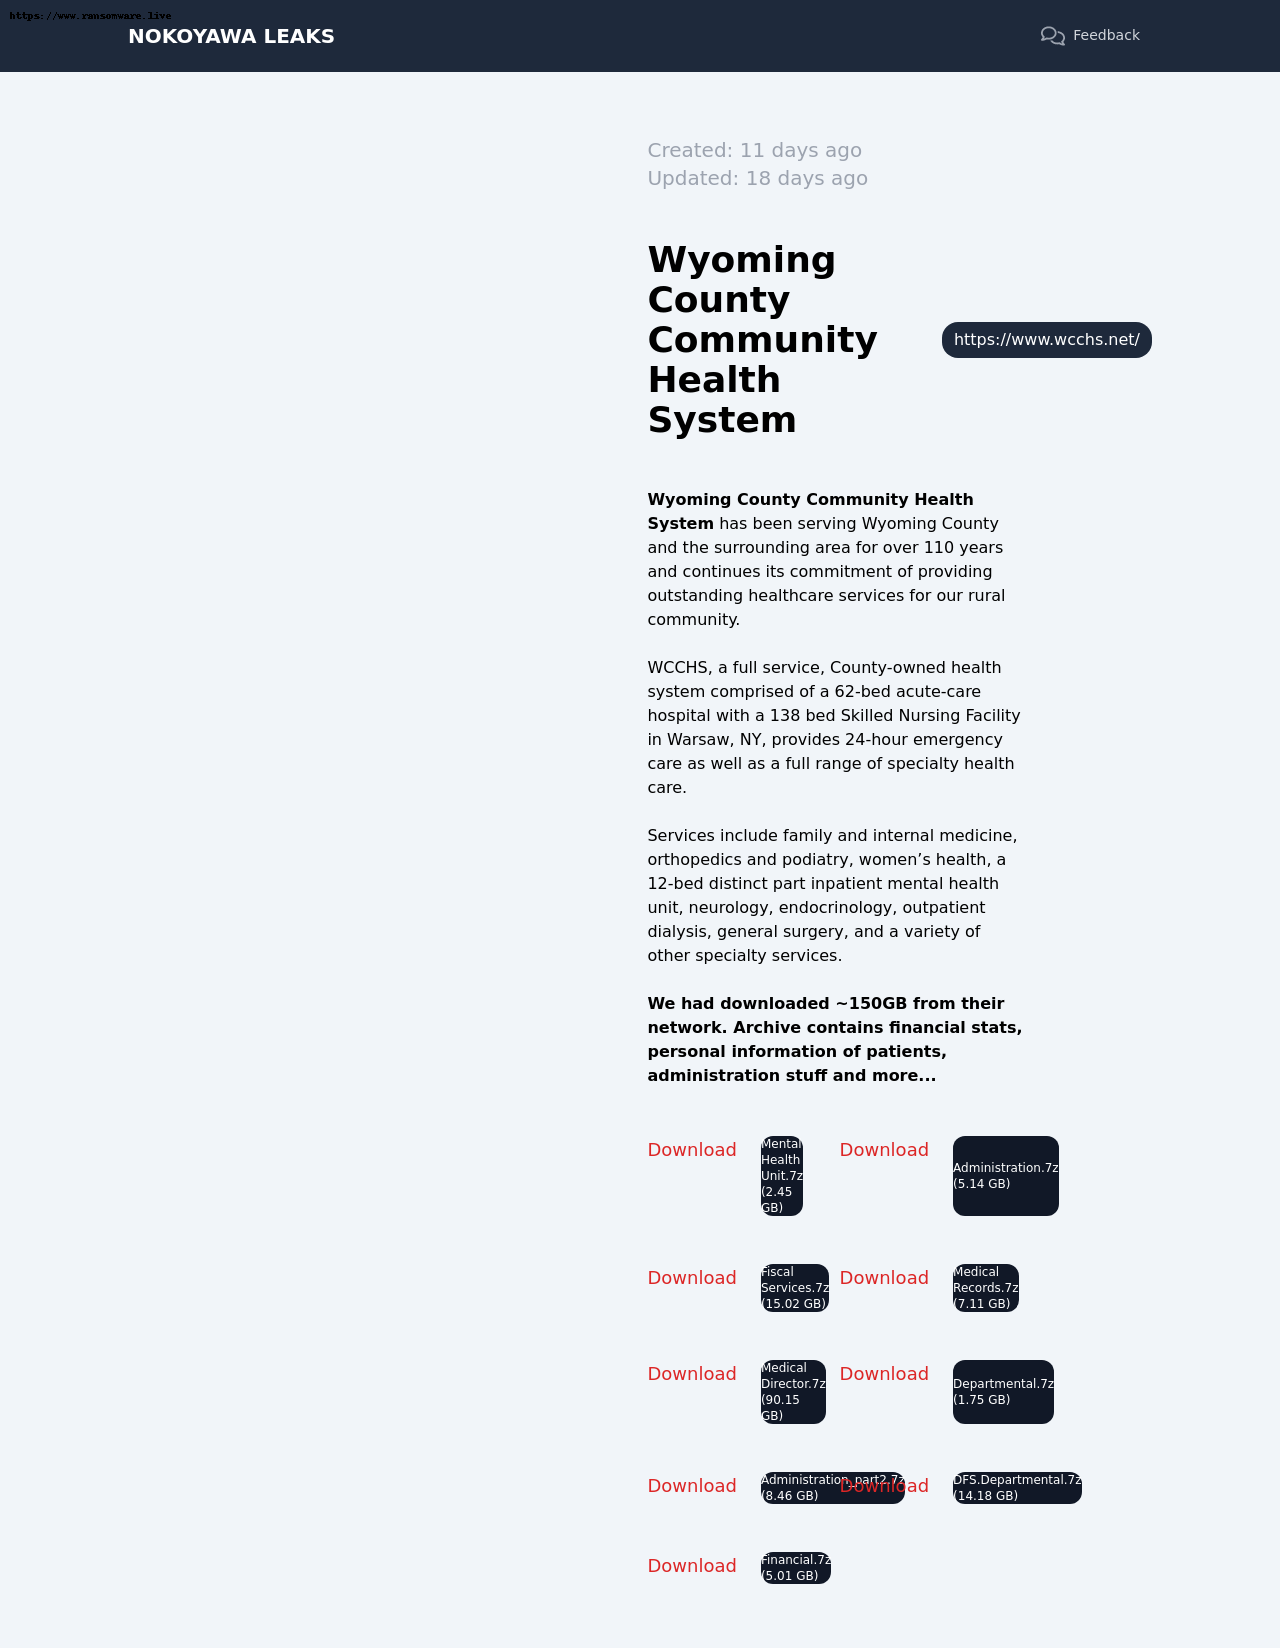 https://www.ransomware.live
NOKOYAWA LEAKS
Feedback
Created: 11 days ago
Updated: 18 days ago
Wyoming
County
Community
Health
System
https://www.wcchs.net/
Wyoming County Community Health
System has been serving Wyoming County
and the surrounding area for over 110 years
and continues its commitment of providing
outstanding healthcare services for our rural
community.
WCCHS, a full service, County-owned health
system comprised of a 62-bed acute-care
hospital with a 138 bed Skilled Nursing Facility
in Warsaw, NY, provides 24-hour emergency
care as well as a full range of specialty health
care.
Services include family and internal medicine,
orthopedics and podiatry, women’s health, a
12-bed distinct part inpatient mental health
unit, neurology, endocrinology, outpatient
dialysis, general surgery, and a variety of
other specialty services.
We had downloaded ~150GB from their
network. Archive contains financial stats,
personal information of patients,
administration stuff and more...
Download
Mental
Health
Unit.7z
(2.45
GB)
Download
Administration.7z
(5.14 GB)
Download
Fiscal
Services.7z
(15.02 GB)
Download
Medical
Records.7z
(7.11 GB)
Download
Medical
Director.7z
(90.15
GB)
Download
Departmental.7z
(1.75 GB)
Download
Administration_part2.7z
(8.46 GB)
Download
DFS.Departmental.7z
(14.18 GB)
Download
Financial.7z
(5.01 GB)